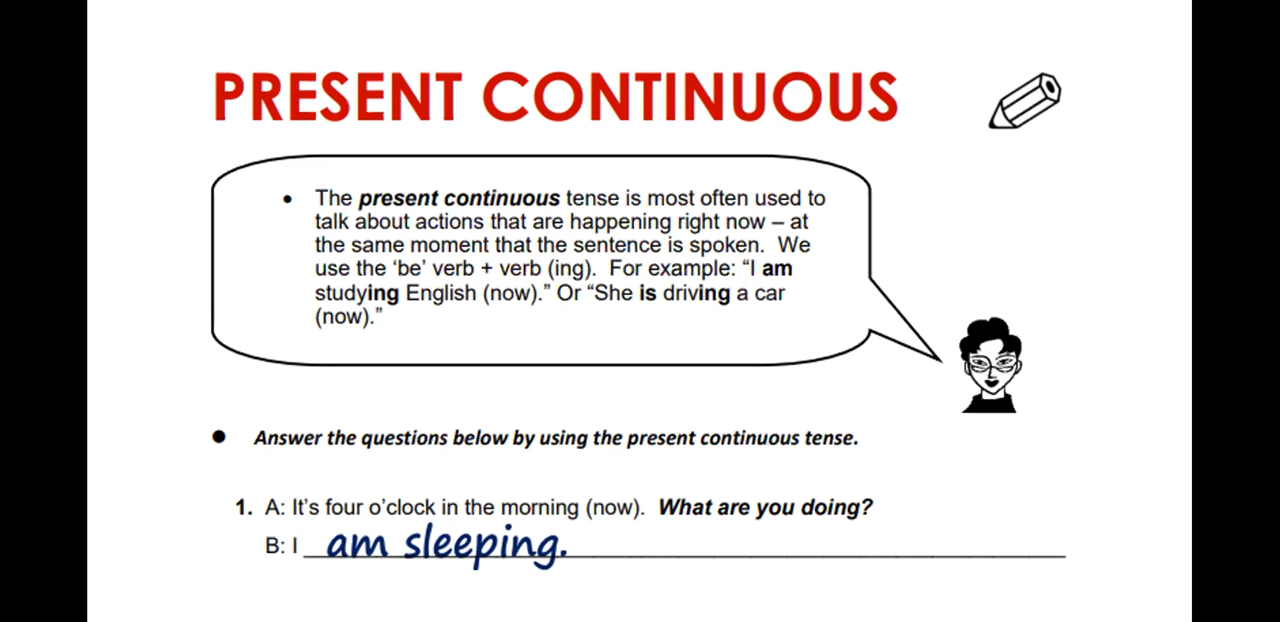 PRESENT CONTINUOUS
• The present continuous tense is most often used to
talk about actions that are happening right now – at
the same moment that the sentence is spoken.  We
use the ‘be’ verb + verb (ing).  For example: “I am
studying English (now).” Or “She is driving a car
(now).”
● Answer the questions below by using the present continuous tense.
1. A: It’s four o’clock in the morning (now).  What are you doing?
B: I am sleeping.